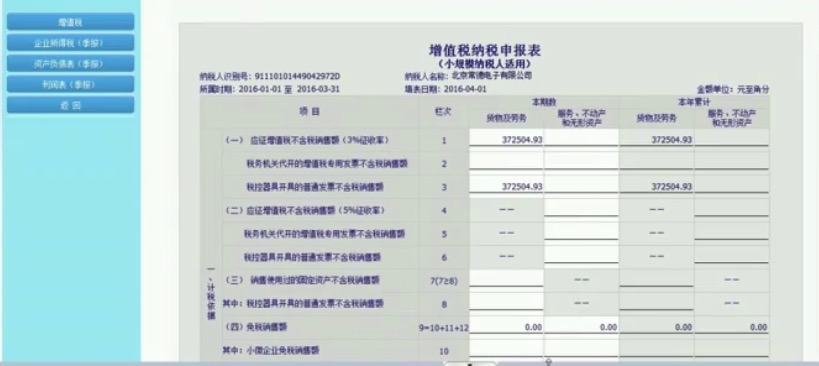 增值税
企业所得税（季报）
资产负债表（季报）
利润表（季报）
返 回
增值税纳税申报表
（小规模纳税人适用）
纳税人识别号：91110101449042972D 纳税人名称：北京常德电子有限公司
所属时期：2016-01-01 至 2016-03-31 填表日期：2016-04-01 金额单位：元至角分
项 目 栏次 本期数 本年累计
货物及劳务 服务、不动产和无形资产 货物及劳务 服务、不动产和无形资产
一、计税依据
（一） 应征增值税不含税销售额（3%征收率） 1 372504.93 372504.93
税务机关代开的增值税专用发票不含税销售额 2
税控器具开具的普通发票不含税销售额 3 372504.93 372504.93
（二）应征增值税不含税销售额（5%征收率） 4 -- --
税务机关代开的增值税专用发票不含税销售额 5 -- --
税控器具开具的普通发票不含税销售额 6 -- --
（三） 销售使用过的固定资产不含税销售额 7(7≥8) -- --
其中：税控器具开具的普通发票不含税销售额 8 -- --
（四）免税销售额 9=10+11+12 0.00 0.00 0.00 0.00
其中：小微企业免税销售额 10